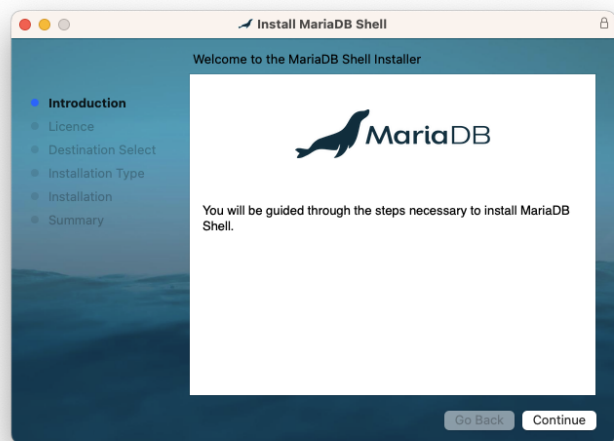 Install MariaDB Shell
Welcome to the MariaDB Shell Installer
Introduction
Licence
Destination Select
Installation Type
Installation
Summary
MariaDB
You will be guided through the steps necessary to install MariaDB
Shell.
Go Back
Continue